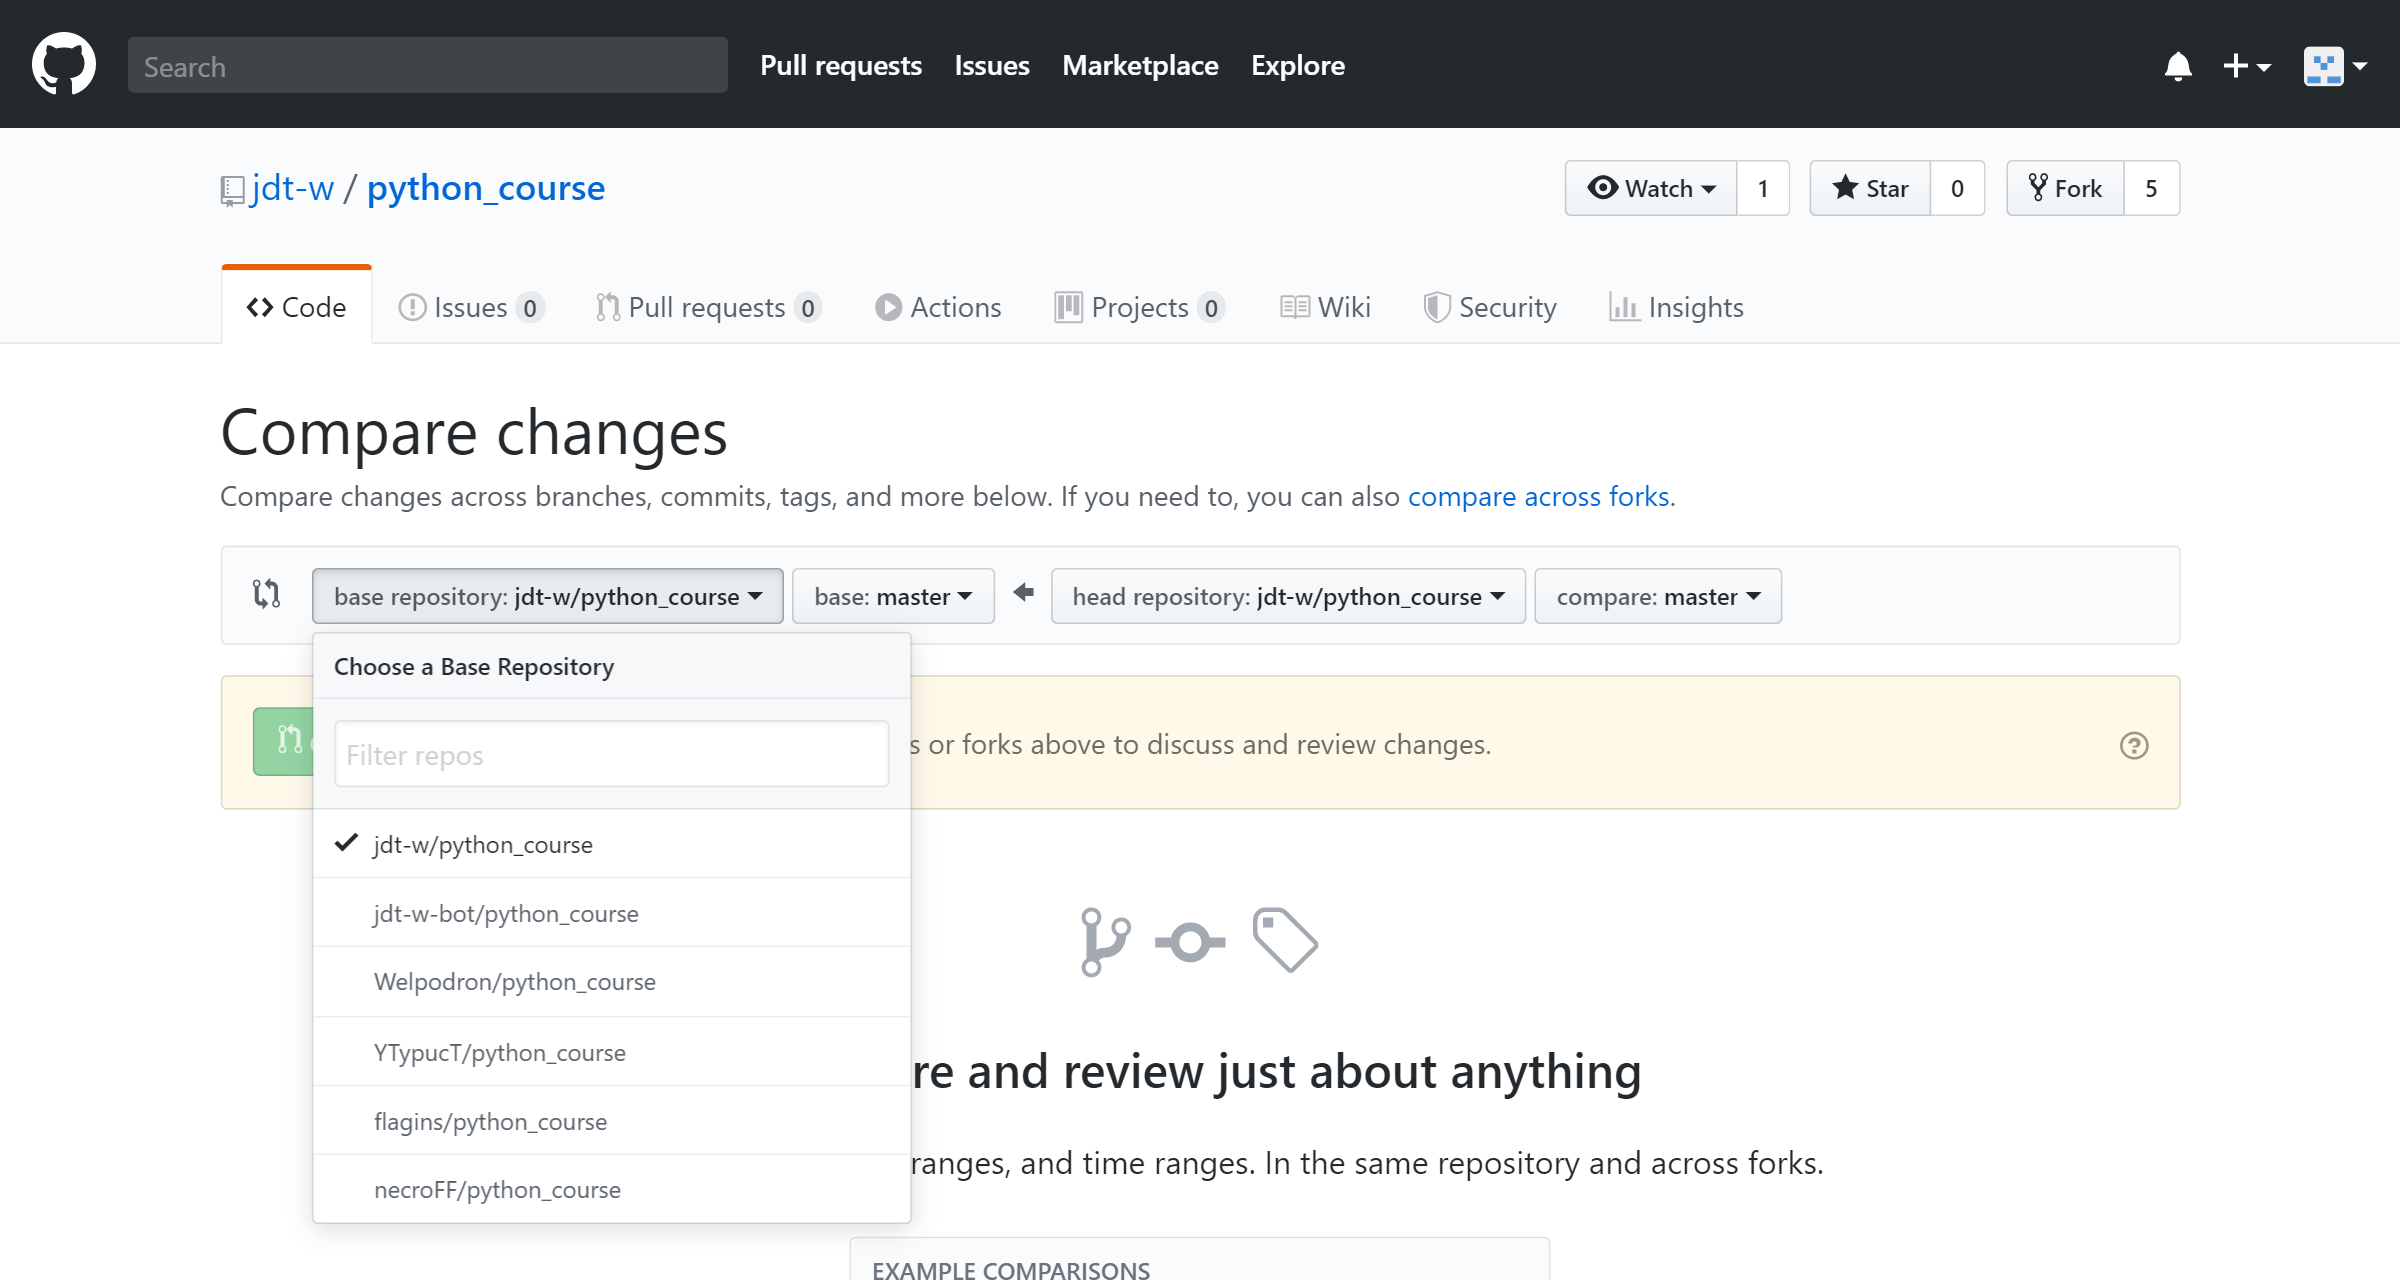 Search
Pull requests Issues Marketplace Explore
jdt-w / python_course
Watch 1 Star 0 Fork 5
Code Issues 0 Pull requests 0 Actions Projects 0 Wiki Security Insights
Compare changes
Compare changes across branches, commits, tags, and more below. If you need to, you can also compare across forks.
base repository: jdt-w/python_course base: master head repository: jdt-w/python_course compare: master
Choose a Base Repository
Filter repos
s or forks above to discuss and review changes.
jdt-w/python_course
jdt-w-bot/python_course
Welpodron/python_course
YTypucT/python_course
flagins/python_course
necroFF/python_course
re and review just about anything
ranges, and time ranges. In the same repository and across forks.
EXAMPLE COMPARISONS